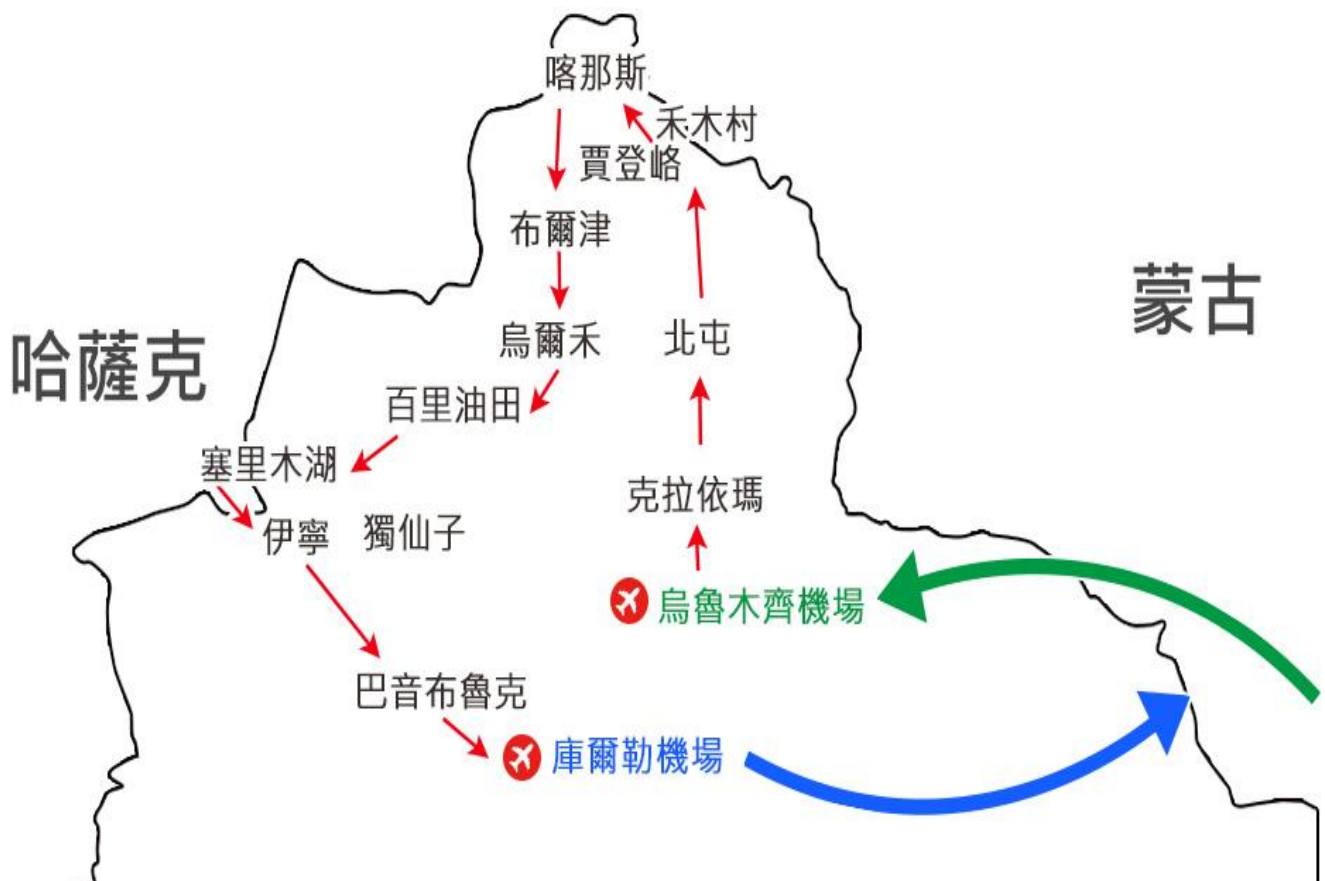 喀那斯
禾木村
賈登峪
布爾津
蒙古
烏爾禾
北屯
哈薩克
百里油田
塞里木湖
克拉依瑪
伊寧
獨仙子
烏魯木齊機場
巴音布魯克
庫爾勒機場